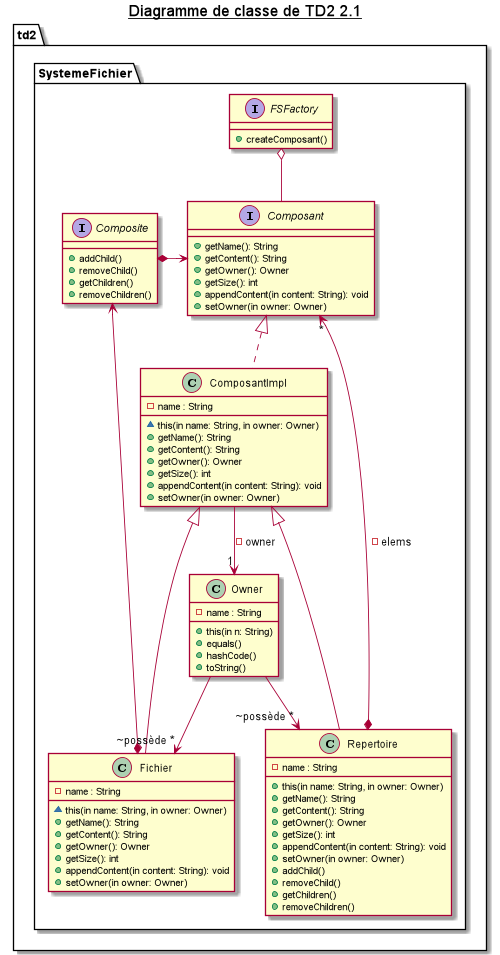 Diagramme de classe de TD2 2.1
td2
SystemeFichier
I FSFactory
createComposant()
I Composite
addChild()
removeChild()
getChildren()
removeChildren()
I Composant
getName(): String
getContent(): String
getOwner(): Owner
getSize(): int
appendContent(in content: String): void
setOwner(in owner: Owner)
*
C ComposantImpl
name : String
this(in name: String, in owner: Owner)
getName(): String
getContent(): String
getOwner(): Owner
getSize(): int
appendContent(in content: String): void
setOwner(in owner: Owner)
owner
elems
1
C Owner
name : String
this(in n: String)
equals()
hashCode()
toString()
~possède *
~possède *
C Fichier
name : String
this(in name: String, in owner: Owner)
getName(): String
getContent(): String
getOwner(): Owner
getSize(): int
appendContent(in content: String): void
setOwner(in owner: Owner)
C Repertoire
name : String
this(in name: String, in owner: Owner)
getName(): String
getContent(): String
getOwner(): Owner
getSize(): int
appendContent(in content: String): void
setOwner(in owner: Owner)
addChild()
removeChild()
getChildren()
removeChildren()